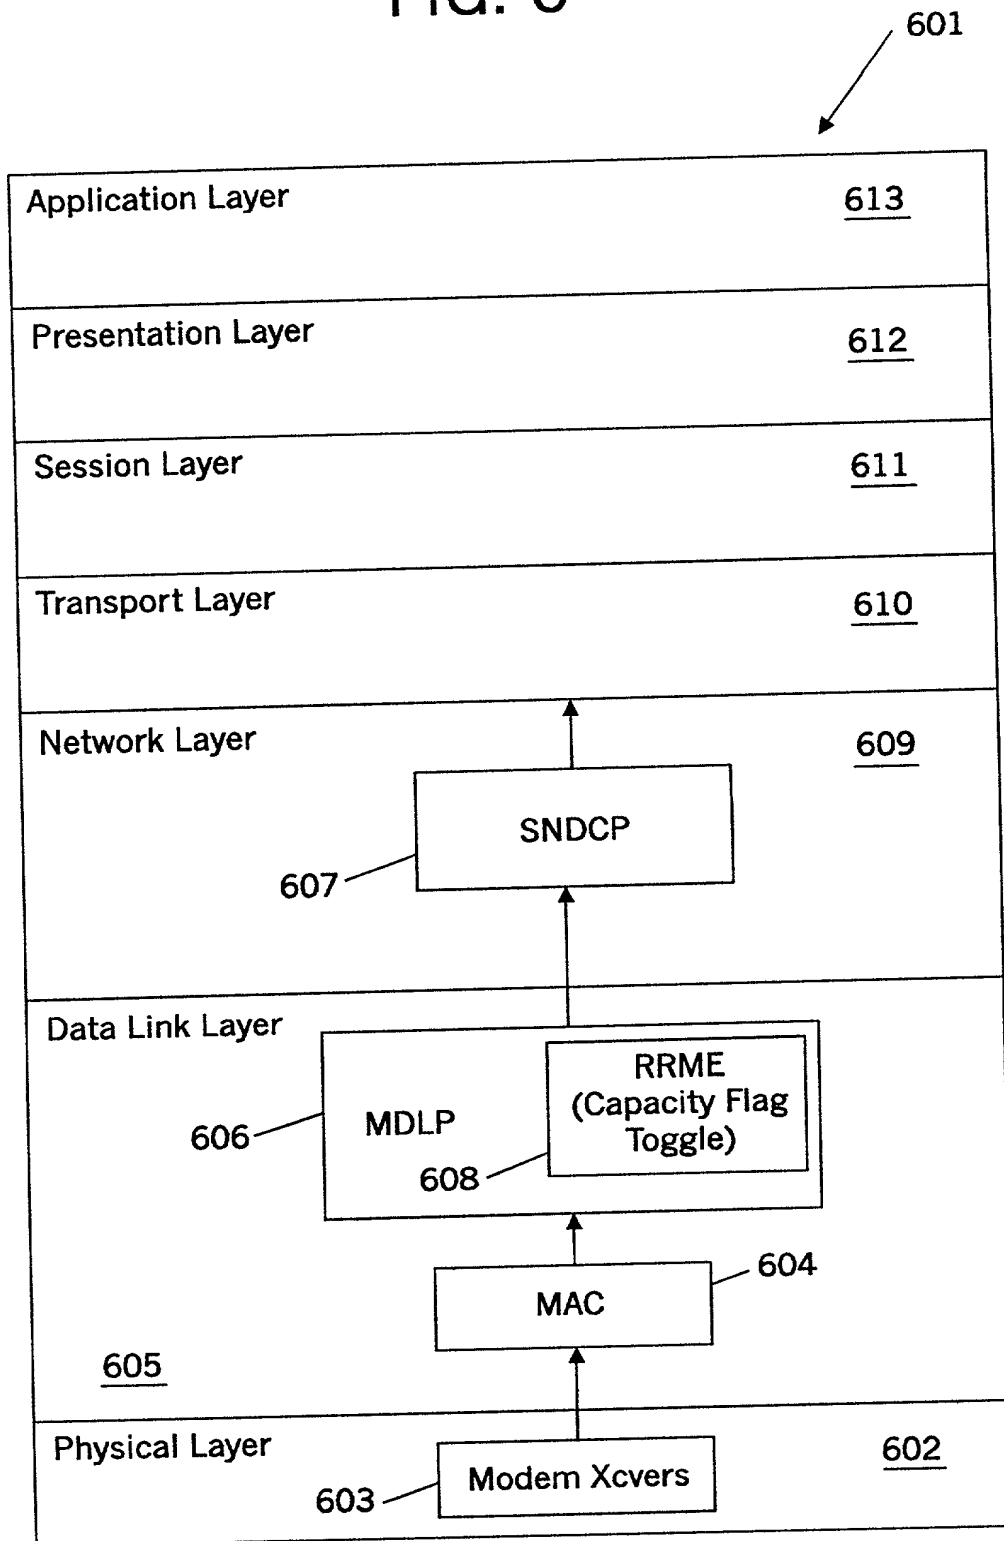 601
Application Layer
613
Presentation Layer
612
Session Layer
611
Transport Layer
610
Network Layer
609
SNDCP
607
Data Link Layer
RRME
(Capacity Flag
Toggle)
MDLP
606
608
604
MAC
605
Physical Layer
602
Modem Xcvers
603